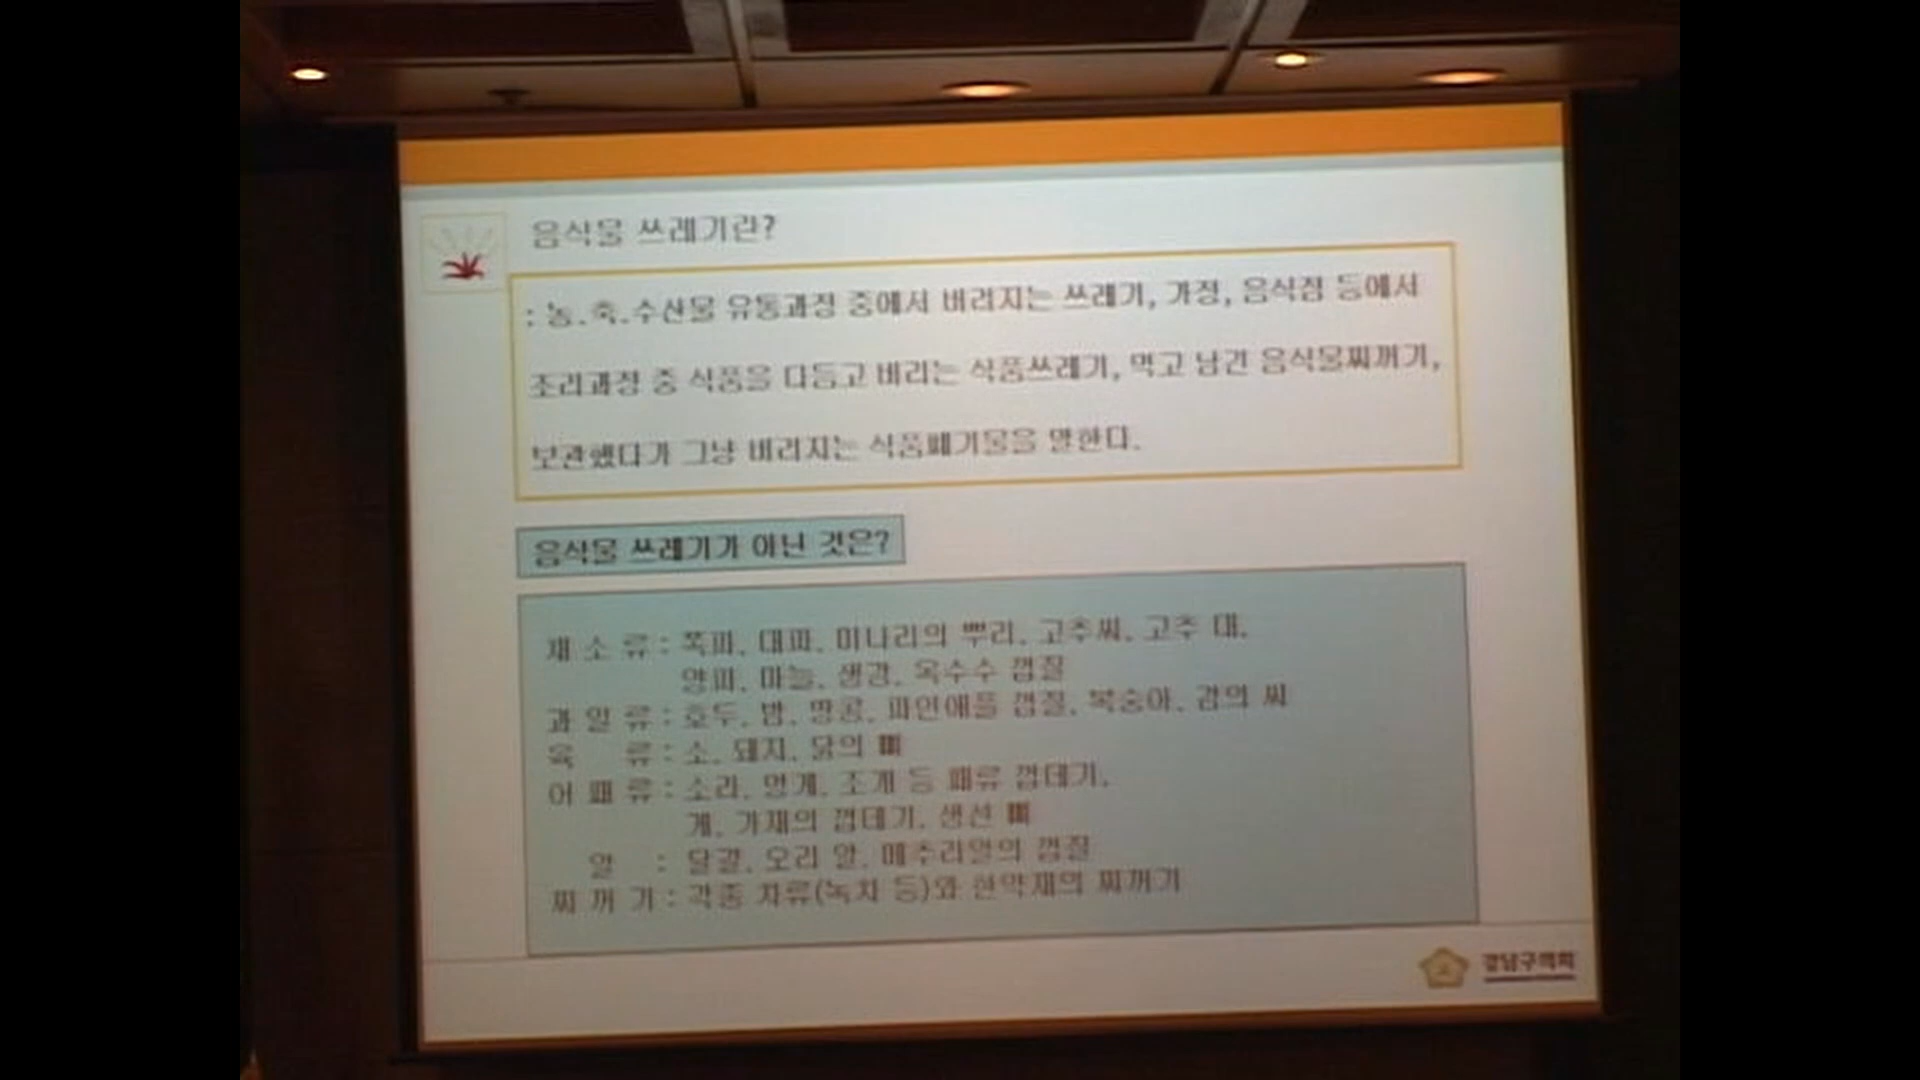 음식물 쓰레기란?
: 농.축.수산물 유통과정 중에서 버려지는 쓰레기, 가정, 음식점 등에서
조리과정 중 식품을 다듬고 버리는 식품쓰레기, 먹고 남긴 음식물찌꺼기,
보관했다가 그냥 버려지는 식품폐기물을 말한다.
음식물 쓰레기가 아닌 것은?
채 소 류 : 쪽파, 대파, 미나리의 뿌리, 고추씨, 고추 대,
양파, 마늘, 생강, 옥수수 껍질
과 일 류 : 호두, 밤, 땅콩, 파인애플 껍질, 복숭아, 감의 씨
육 류 : 소, 돼지, 닭의 뼈
어 패 류 : 소라, 멍게, 조개 등 패류 껍데기,
게, 가재의 껍데기, 생선 뼈
알 : 달걀, 오리 알, 메추리알의 껍질
찌 꺼 기 : 각종 차류(녹차 등)와 한약재의 찌꺼기
강남구의회